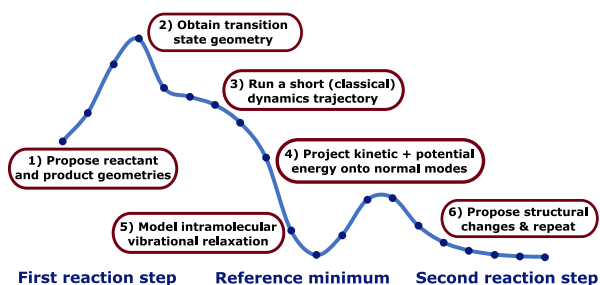 2) Obtain transition
state geometry
3) Run a short (classical)
dynamics trajectory
1) Propose reactant
and product geometries
4) Project kinetic + potential
energy onto normal modes
5) Model intramolecular
vibrational relaxation
6) Propose structural
changes & repeat
First reaction step
Reference minimum
Second reaction step